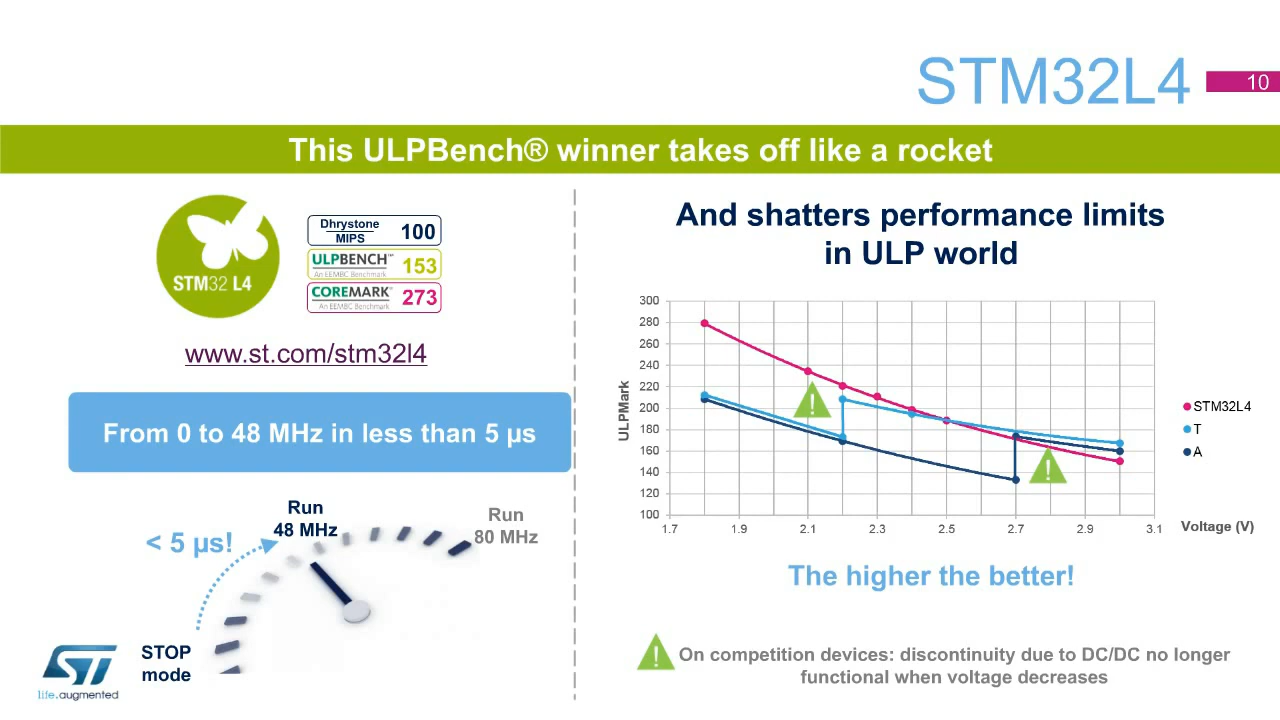 STM32L4
10
This ULPBench® winner takes off like a rocket
STM32 L4
Dhrystone
MIPS
100
ULPBENCH™
An EEMBC Benchmark
153
COREMARK®
An EEMBC Benchmark
273
www.st.com/stm32l4
From 0 to 48 MHz in less than 5 µs
< 5 µs!
Run
48 MHz
Run
80 MHz
STOP
mode
ST
life.augmented
And shatters performance limits
in ULP world
ULPMark
300
280
260
240
220
200
180
160
140
120
100
1.7
1.9
2.1
2.3
2.5
2.7
2.9
3.1
Voltage (V)
STM32L4
T
A
The higher the better!
On competition devices: discontinuity due to DC/DC no longer
functional when voltage decreases